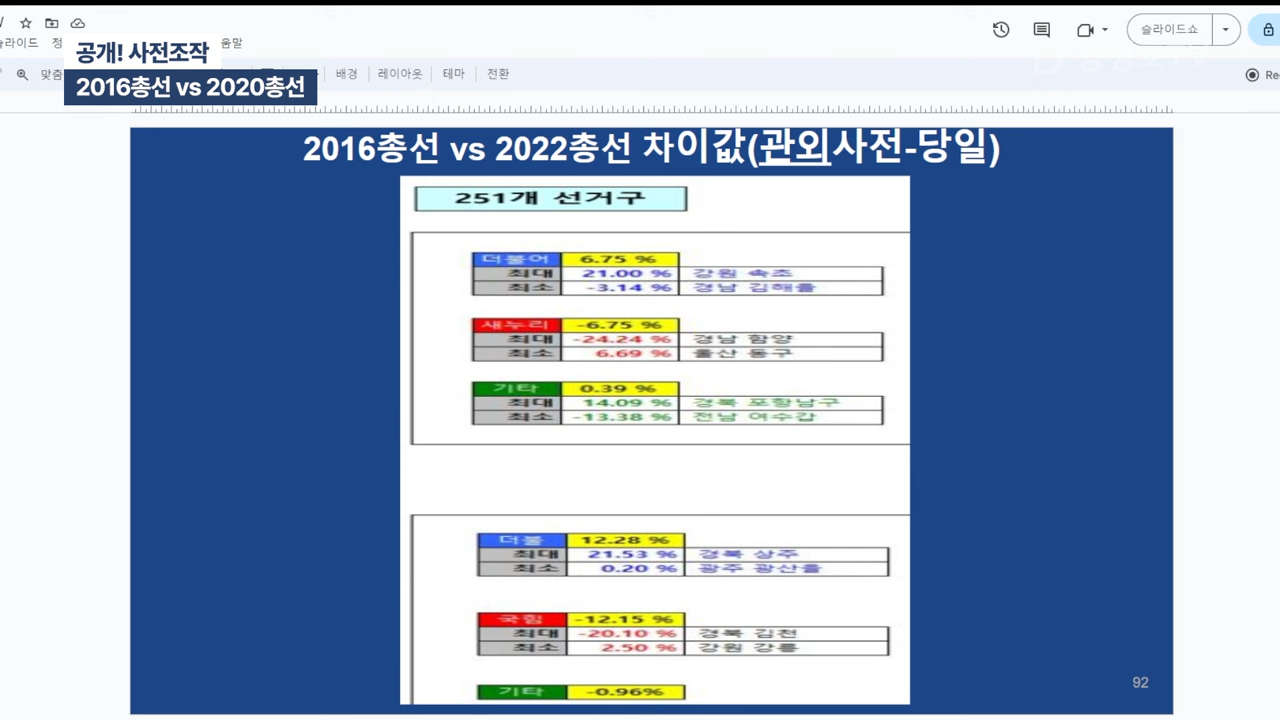 슬라이드
움말
슬라이드쇼
공개! 사전조작
2016총선 vs 2020총선
맞춤
배경
레이아웃
테마
전환
Rec
2016총선 vs 2022총선 차이값(관외사전-당일)
251개 선거구
더불어 6.75 %
최대 21.00 % 강원 속초
최소 -3.14 % 경남 김해을
새누리 -6.75 %
최대 -24.24 % 경남 함양
최소 6.69 % 울산 동구
기타 0.39 %
최대 14.09 % 경북 포항남구
최소 -13.38 % 전남 여수갑
더불 12.28 %
최대 21.53 % 경북 상주
최소 0.20 % 광주 광산을
국힘 -12.15 %
최대 -20.10 % 경북 김천
최소 2.50 % 강원 강릉
기타 -0.96%
92